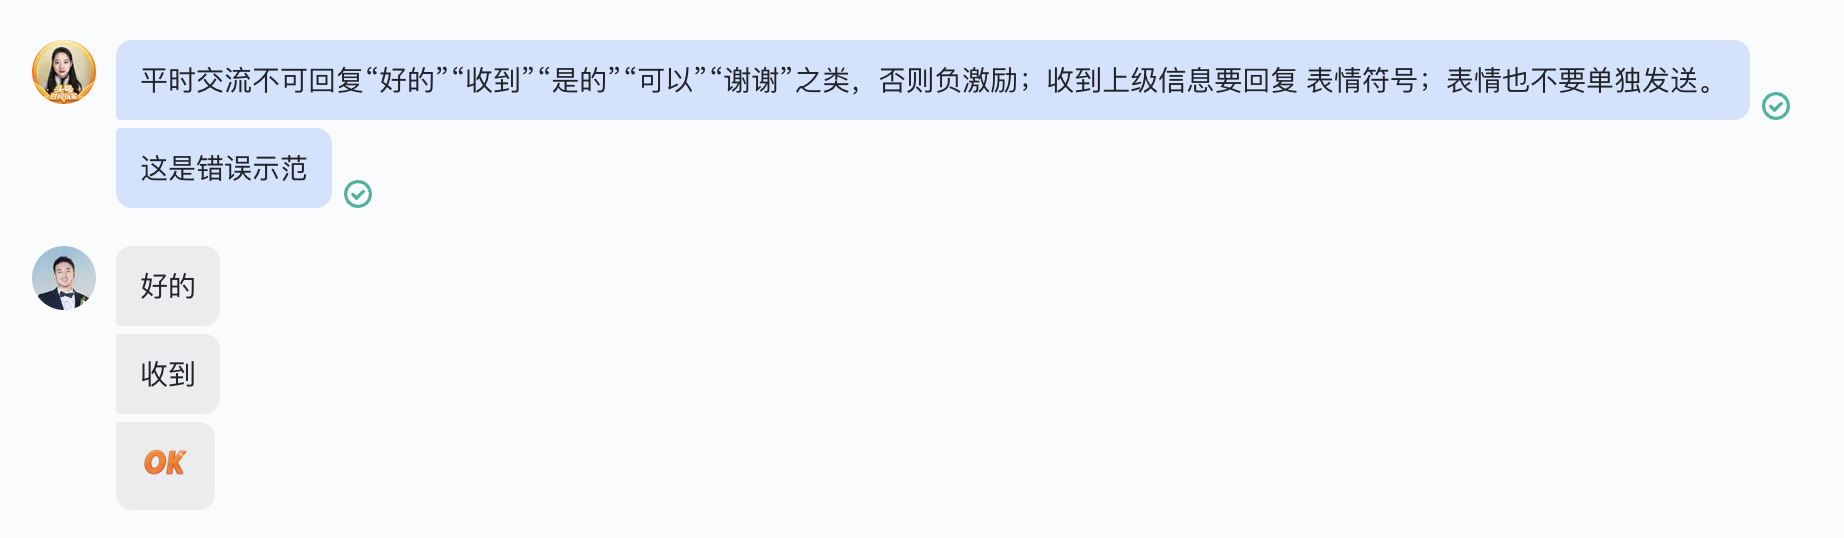 平时交流不可回复“好的”“收到”“是的”“可以”“谢谢”之类，否则负激励；收到上级信息要回复 表情符号；表情也不要单独发送。
这是错误示范
好的
收到
OK